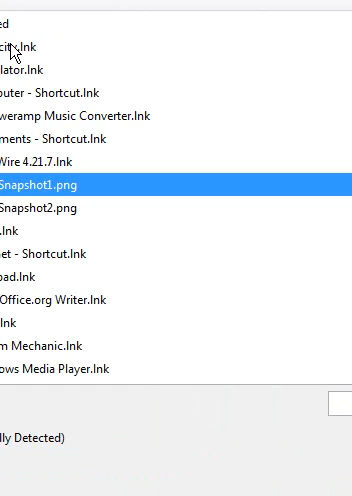 ed
city.lnk
lator.lnk
puter - Shortcut.lnk
weramp Music Converter.lnk
ments - Shortcut.lnk
Wire 4.21.7.lnk
Snapshot1.png
Snapshot2.png
.lnk
et - Shortcut.lnk
pad.lnk
Office.org Writer.lnk
lnk
m Mechanic.lnk
ows Media Player.lnk
lly Detected)